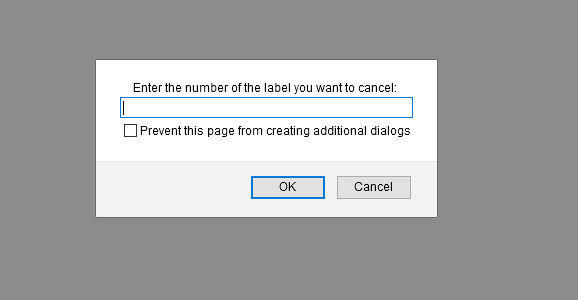 Enter the number of the label you want to cancel:
Prevent this page from creating additional dialogs
OK Cancel